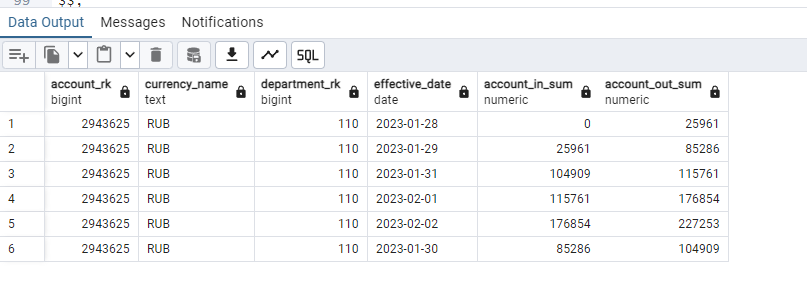 99 $$;
Data Output Messages Notifications
SQL
account_rk currency_name department_rk effective_date account_in_sum account_out_sum
bigint text bigint date numeric numeric
1 2943625 RUB 110 2023-01-28 0 25961
2 2943625 RUB 110 2023-01-29 25961 85286
3 2943625 RUB 110 2023-01-31 104909 115761
4 2943625 RUB 110 2023-02-01 115761 176854
5 2943625 RUB 110 2023-02-02 176854 227253
6 2943625 RUB 110 2023-01-30 85286 104909